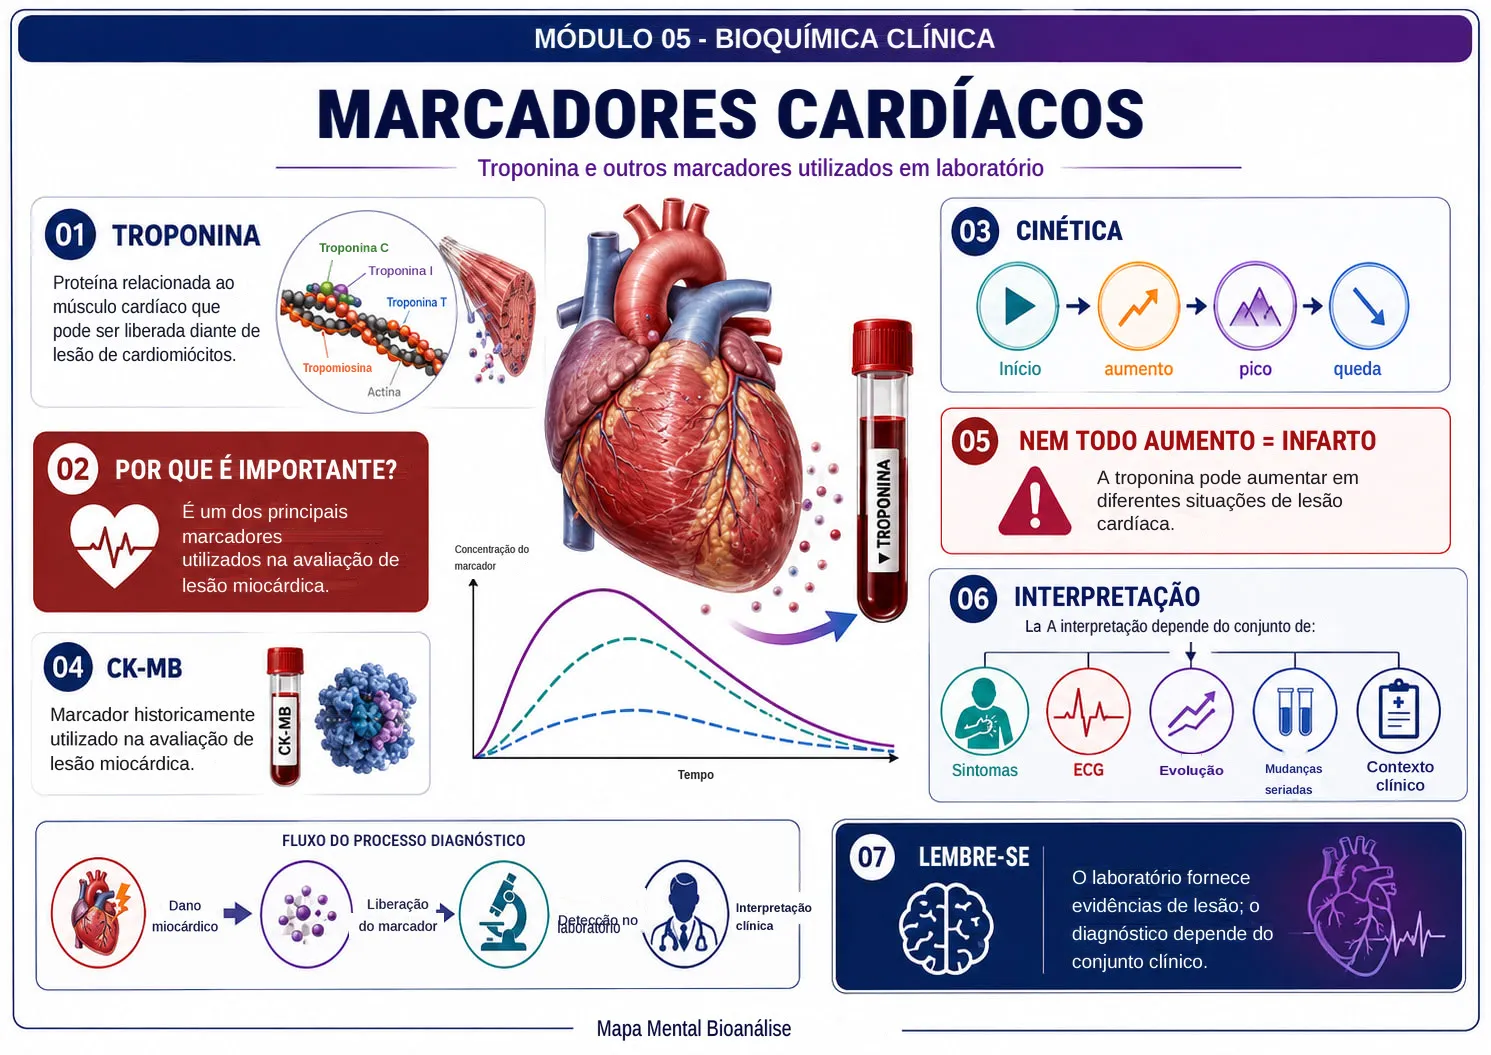 MÓDULO 05 - BIOQUÍMICA CLÍNICA
MARCADORES CARDÍACOS
Troponina e outros marcadores utilizados em laboratório
01 TROPONINA
Proteína relacionada ao
músculo cardíaco que
pode ser liberada diante de
lesão de cardiomiócitos.
Troponina C
Troponina I
Troponina T
Tropomiosina
Actina
02 POR QUE É IMPORTANTE?
É um dos principais
marcadores
utilizados na avaliação de
lesão miocárdica.
04 CK-MB
Marcador historicamente
utilizado na avaliação de
lesão miocárdica.
CK-MB
Concentração do
marcador
Tempo
▼TROPONINA
03 CINÉTICA
Início
aumento
pico
queda
05 NEM TODO AUMENTO = INFARTO
A troponina pode aumentar em
diferentes situações de lesão
cardíaca.
06 INTERPRETAÇÃO
La A interpretação depende do conjunto de:
Sintomas
ECG
Evolução
Mudanças
seriadas
Contexto
clínico
FLUXO DO PROCESSO DIAGNÓSTICO
Dano
miocárdico
Liberação
do marcador
Detecção no
laboratório
Interpretação
clínica
07 LEMBRE-SE
O laboratório fornece
evidências de lesão; o
diagnóstico depende do
conjunto clínico.
Mapa Mental Bioanálise